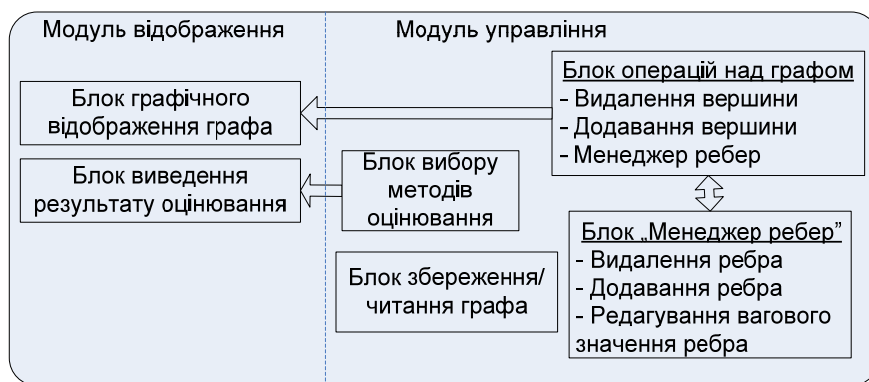 Модуль відображення
Модуль управління
Блок графічного
відображення графа
Блок виведення
результату оцінювання
Блок вибору
методів
оцінювання
Блок збереження/
читання графа
Блок операцій над графом
- Видалення вершини
- Додавання вершини
- Менеджер ребер
Блок „Менеджер ребер”
- Видалення ребра
- Додавання ребра
- Редагування вагового
значення ребра